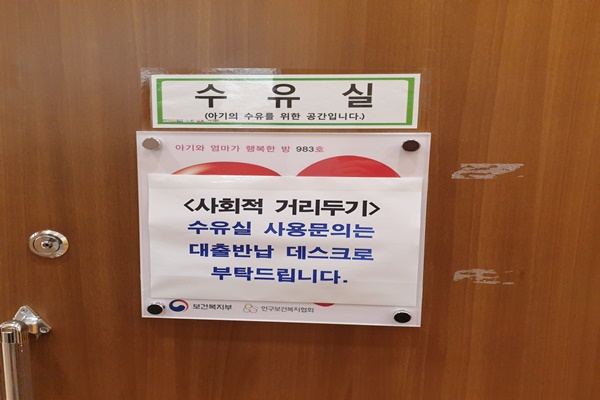 수 유 실
(아기의 수유를 위한 공간입니다.)
아기와 엄마가 행복한 방 983호
<사회적 거리두기>
수유실 사용문의는
대출반납 데스크로
부탁드립니다.
보건복지부 인구보건복지협회